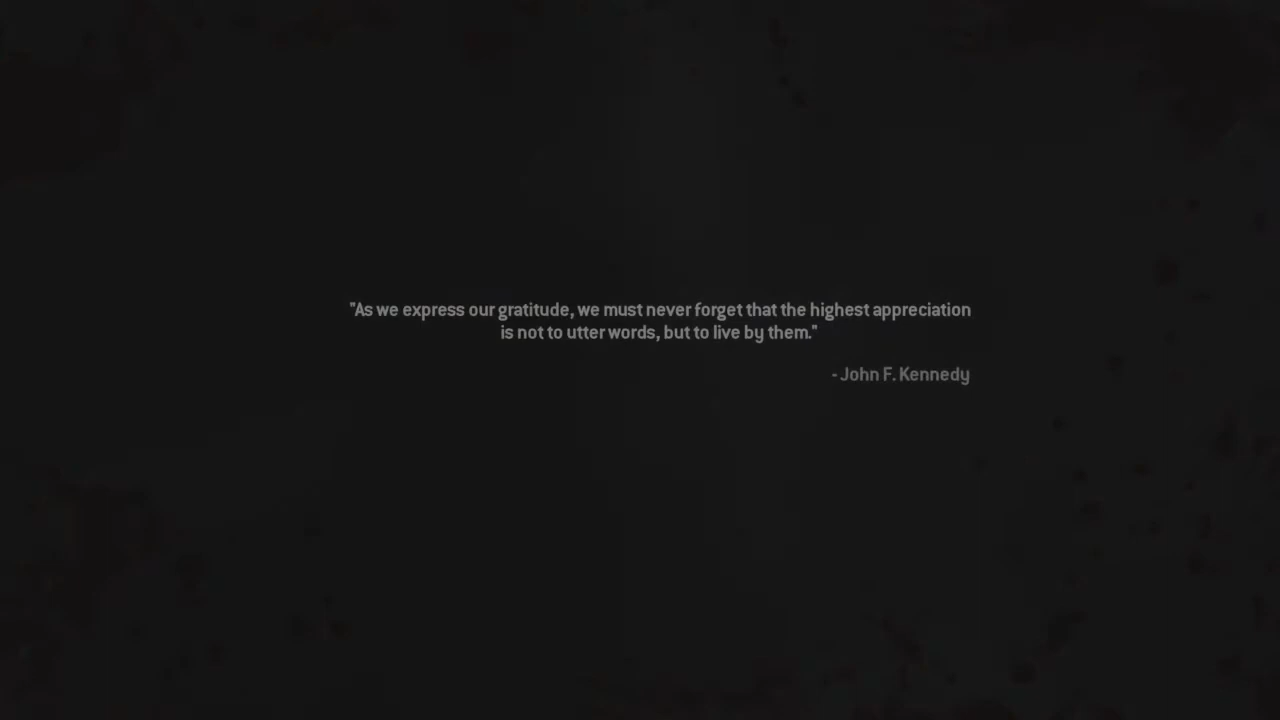 "As we express our gratitude, we must never forget that the highest appreciation
is not to utter words, but to live by them."
- John F. Kennedy